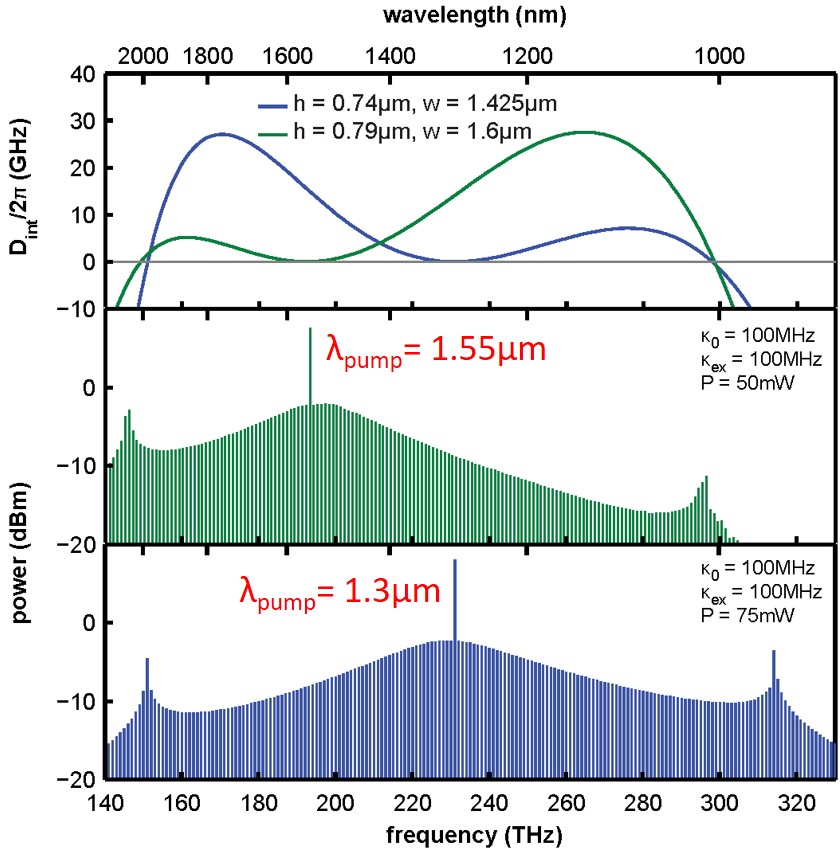 wavelength (nm)
2000 1800 1600 1400 1200 1000
40
30
20
10
0
−10
D_int/2π (GHz)
h = 0.74µm, w = 1.425µm
h = 0.79µm, w = 1.6µm
λ_pump= 1.55µm
κ_0 = 100MHz
κ_ex = 100MHz
P = 50mW
0
−10
−20
power (dBm)
λ_pump= 1.3µm
κ_0 = 100MHz
κ_ex = 100MHz
P = 75mW
0
−10
−20
140 160 180 200 220 240 260 280 300 320
frequency (THz)